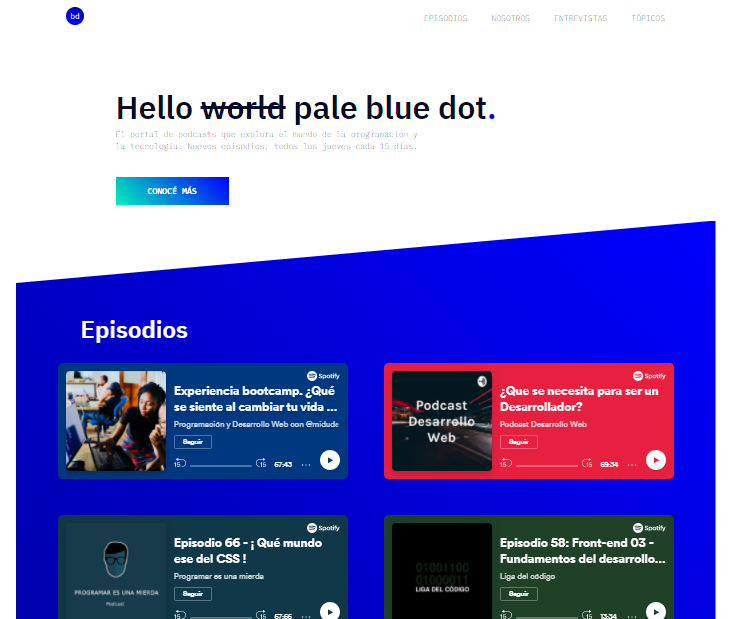 bd
EPISODIOS NOSOTROS ENTREVISTAS TÓPICOS
Hello world pale blue dot.
El portal de podcasts que explora el mundo de la programación y
la tecnología. Nuevos episodios, todos los jueves cada 15 días.
CONOCÉ MÁS
Episodios
Spotify
Experiencia bootcamp. ¿Qué
se siente al cambiar tu vida ...
Programación y Desarrollo Web con @midude
Seguir
15 15 67:43 ...
Spotify
Podcast
Desarrollo
Web
¿Que se necesita para ser un
Desarrollador?
Podcast Desarrollo Web
Seguir
15 15 69:34 ...
Spotify
PROGRAMAR ES UNA MIERDA
Podcast
Episodio 66 - ¡ Qué mundo
ese del CSS !
Programar es una mierda
Seguir
15 15 67:66 ...
Spotify
01001100
01000011
LIGA DEL CÓDIGO
Episodio 58: Front-end 03 -
Fundamentos del desarrollo...
Liga del código
Seguir
15 15 13:34 ...